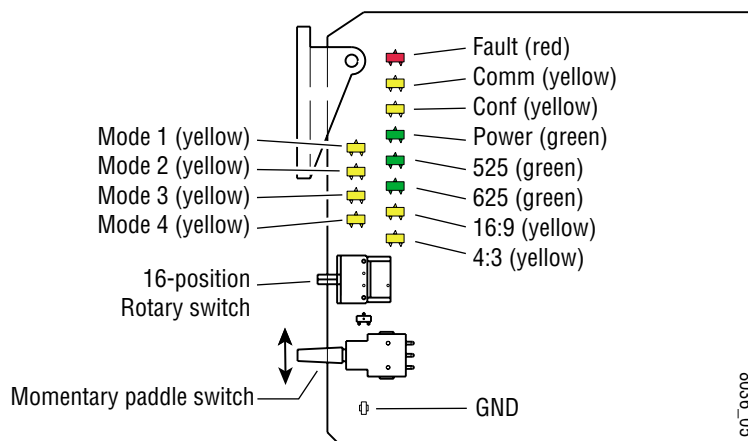 Fault (red)
Comm (yellow)
Conf (yellow)
Power (green)
525 (green)
625 (green)
16:9 (yellow)
4:3 (yellow)
Mode 1 (yellow)
Mode 2 (yellow)
Mode 3 (yellow)
Mode 4 (yellow)
16-position
Rotary switch
Momentary paddle switch
GND